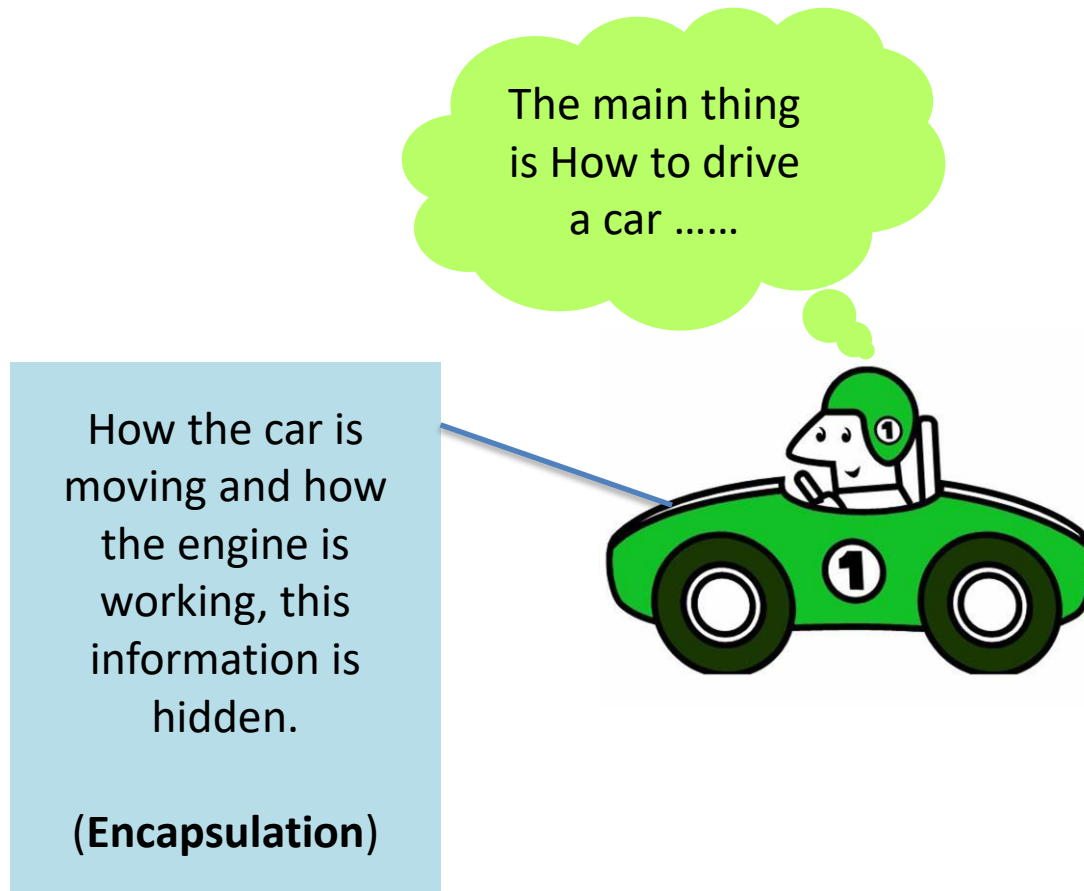 The main thing
is How to drive
a car ……
How the car is
moving and how
the engine is
working, this
information is
hidden.
(Encapsulation)
1
1